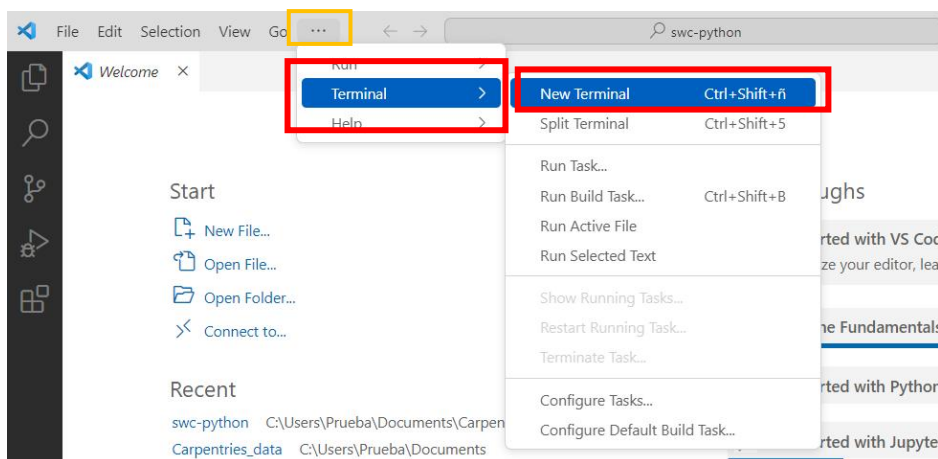 File Edit Selection View Go ... swc-python
Welcome
Run
Terminal
Help
New Terminal Ctrl+Shift+ñ
Split Terminal Ctrl+Shift+5
Run Task...
Run Build Task... Ctrl+Shift+B
Run Active File
Run Selected Text
Show Running Tasks...
Restart Running Task...
Terminate Task...
Configure Tasks...
Configure Default Build Task...
Start
New File...
Open File...
Open Folder...
Connect to...
Recent
swc-python C:\Users\Prueba\Documents\Carpen
Carpentries_data C:\Users\Prueba\Documents
ughs
rted with VS Cod
ze your editor, lea
ne Fundamentals
rted with Python
rted with Jupyte